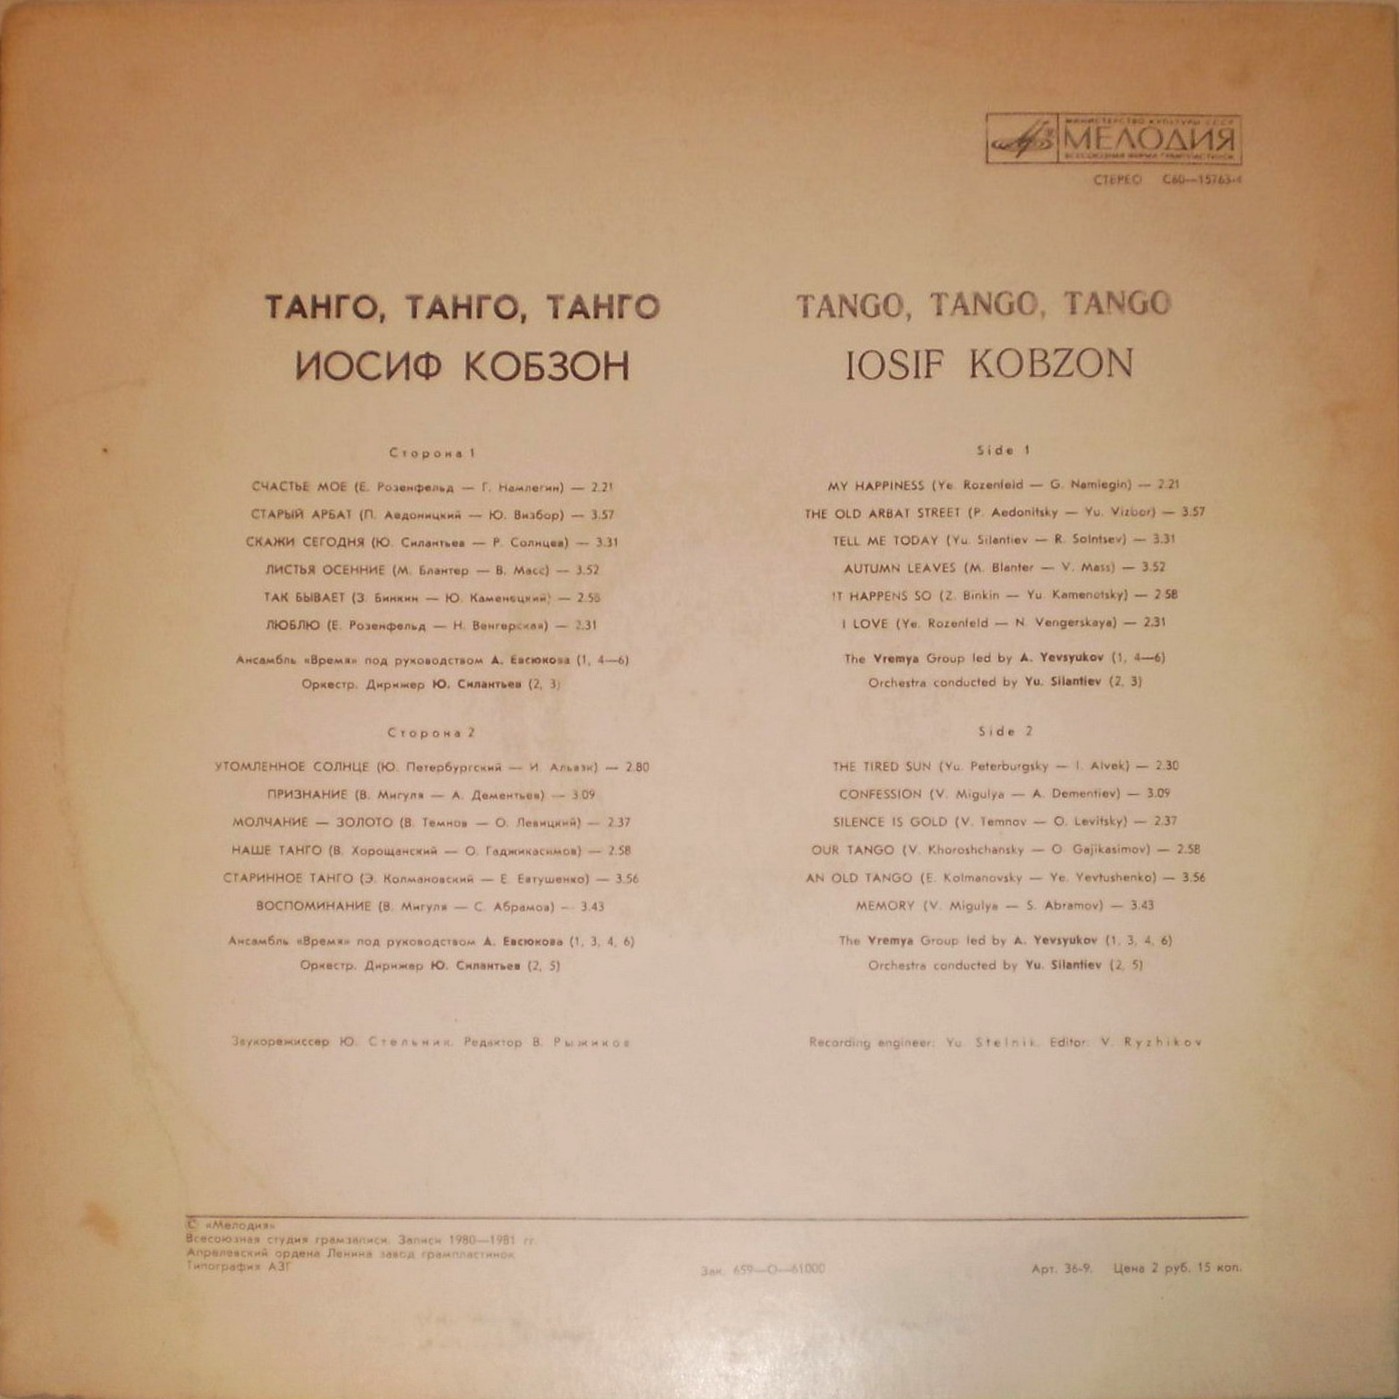 МИНИСТЕРСТВО КУЛЬТУРЫ СССР
МЕЛОДИЯ
ВСЕСОЮЗНАЯ ФИРМА ГРАМПЛАСТИНОК
СТЕРЕО С60—15763-4
ТАНГО, ТАНГО, ТАНГО
ИОСИФ КОБЗОН
Сторона 1
СЧАСТЬЕ МОЕ (Е. Розенфельд — Г. Намлегин) — 2.21
СТАРЫЙ АРБАТ (П. Аедоницкий — Ю. Визбор) — 3.57
СКАЖИ СЕГОДНЯ (Ю. Силантьев — Р. Солнцев) — 3.31
ЛИСТЬЯ ОСЕННИЕ (М. Блантер — В. Масс) — 3.52
ТАК БЫВАЕТ (З. Бинкин — Ю. Каменецкий) — 2.58
ЛЮБЛЮ (Е. Розенфельд — Н. Венгерская) — 2.31
Ансамбль «Время» под руководством А. Евсюкова (1, 4—6)
Оркестр. Дирижер Ю. Силантьев (2, 3)
Сторона 2
УТОМЛЕННОЕ СОЛНЦЕ (Ю. Петербургский — И. Альвэк) — 2.80
ПРИЗНАНИЕ (В. Мигуля — А. Дементьев) — 3.09
МОЛЧАНИЕ — ЗОЛОТО (В. Темнов — О. Левицкий) — 2.37
НАШЕ ТАНГО (В. Хорощанский — О. Гаджикасимов) — 2.58
СТАРИННОЕ ТАНГО (Э. Колмановский — Е. Евтушенко) — 3.56
ВОСПОМИНАНИЕ (В. Мигуля — С. Абрамов) — 3.43
Ансамбль «Время» под руководством А. Евсюкова (1, 3, 4, 6)
Оркестр. Дирижер Ю. Силантьев (2, 5)
Звукорежиссер Ю. Стельник. Редактор В. Рыжиков
TANGO, TANGO, TANGO
IOSIF KOBZON
Side 1
MY HAPPINESS (Ye. Rozenfeld — G. Namlegin) — 2.21
THE OLD ARBAT STREET (P. Aedonitsky — Yu. Vizbor) — 3.57
TELL ME TODAY (Yu. Silantiev — R. Solntsev) — 3.31
AUTUMN LEAVES (M. Blanter — V. Mass) — 3.52
IT HAPPENS SO (Z. Binkin — Yu. Kamenetsky) — 2.58
I LOVE (Ye. Rozenfeld — N. Vengerskaya) — 2.31
The Vremya Group led by A. Yevsyukov (1, 4—6)
Orchestra conducted by Yu. Silantiev (2, 3)
Side 2
THE TIRED SUN (Yu. Peterburgsky — I. Alvek) — 2.30
CONFESSION (V. Migulya — A. Dementiev) — 3.09
SILENCE IS GOLD (V. Temnov — O. Levitsky) — 2.37
OUR TANGO (V. Khoroshchansky — O. Gajikasimov) — 2.58
AN OLD TANGO (E. Kolmanovsky — Ye. Yevtushenko) — 3.56
MEMORY (V. Migulya — S. Abramov) — 3.43
The Vremya Group led by A. Yevsyukov (1, 3, 4, 6)
Orchestra conducted by Yu. Silantiev (2, 5)
Recording engineer: Yu. Stelnik. Editor: V. Ryzhikov
© «Мелодия»
Всесоюзная студия грамзаписи. Записи 1980—1981 гг.
Апрелевский ордена Ленина завод грампластинок
Типография АЗГ
Зак. 659—О—61000
Арт. 36-9. Цена 2 руб. 15 коп.